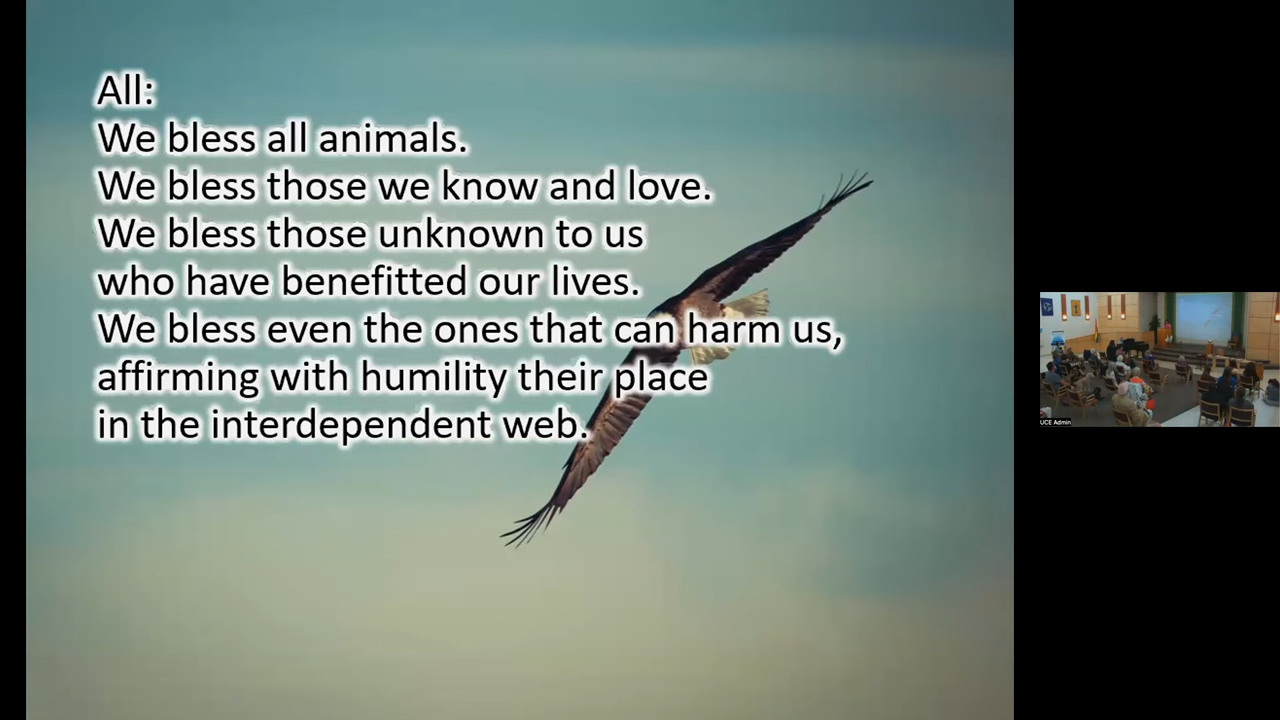 All:
We bless all animals.
We bless those we know and love.
We bless those unknown to us
who have benefitted our lives.
We bless even the ones that can harm us,
affirming with humility their place
in the interdependent web.
UCE Admin